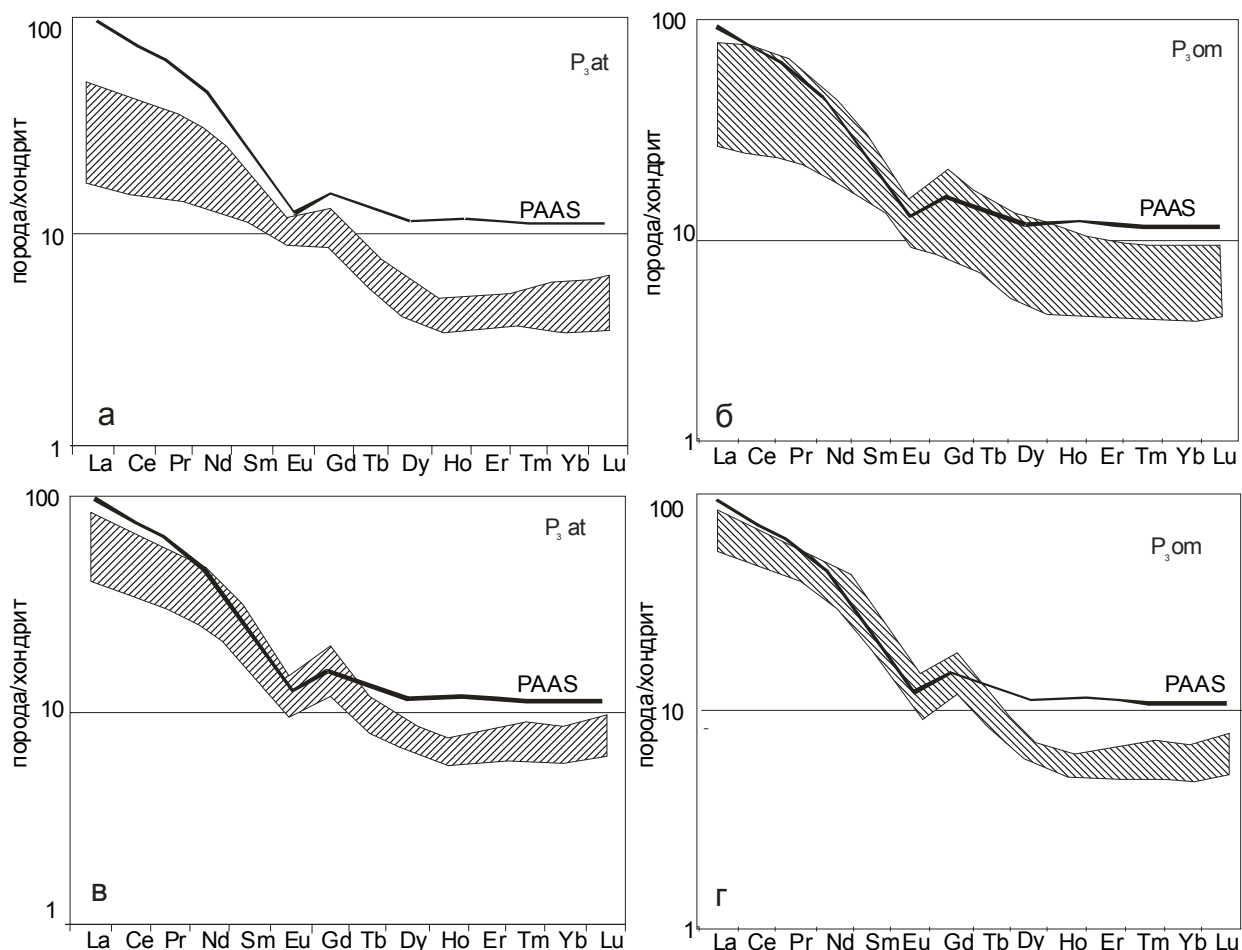 100
P₃at
порода/хондрит
PAAS
10
а
1
La Ce Pr Nd Sm Eu Gd Tb Dy Ho Er Tm Yb Lu
100
P₃om
порода/хондрит
PAAS
10
б
1
La Ce Pr Nd Sm Eu Gd Tb Dy Ho Er Tm Yb Lu
100
P₃ at
порода/хондрит
PAAS
10
в
1
La Ce Pr Nd Sm Eu Gd Tb Dy Ho Er Tm Yb Lu
100
P₃om
порода/хондрит
PAAS
10
г
1
La Ce Pr Nd Sm Eu Gd Tb Dy Ho Er Tm Yb Lu